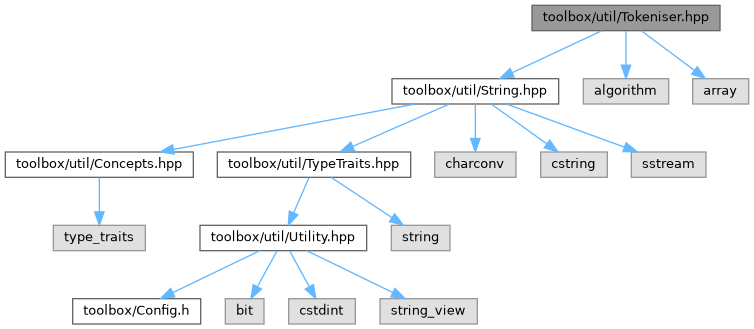 toolbox/util/Tokeniser.hpp
toolbox/util/String.hpp
algorithm
array
toolbox/util/Concepts.hpp
toolbox/util/TypeTraits.hpp
charconv
cstring
sstream
type_traits
toolbox/util/Utility.hpp
string
toolbox/Config.h
bit
cstdint
string_view